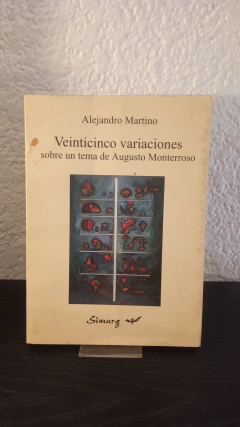 Alejandro Martino
Veinticinco variaciones
sobre un tema de Augusto Monterroso
Simurg